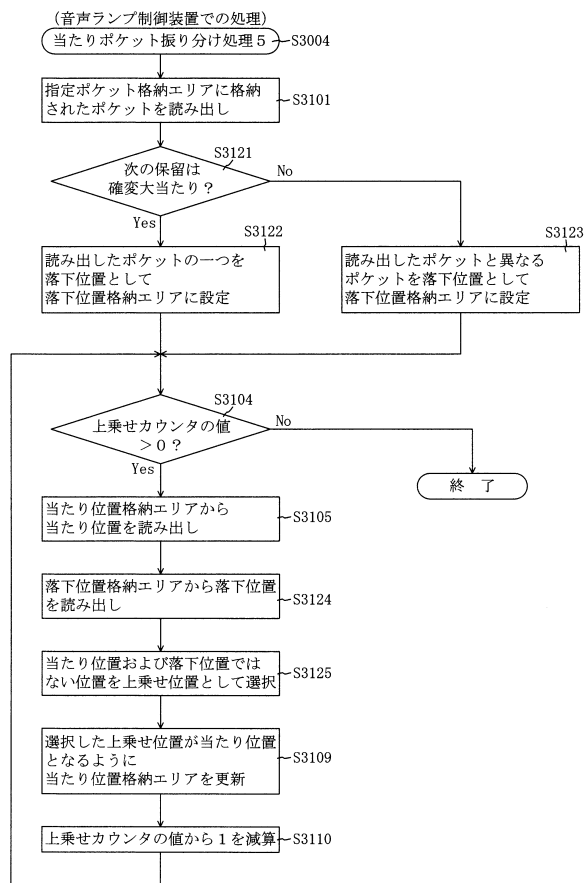 (音声ランプ制御装置での処理)
当たりポケット振り分け処理5
S3004
指定ポケット格納エリアに格納
されたポケットを読み出し
S3101
S3121
次の保留は
確変大当たり?
No
Yes
S3122
読み出したポケットの一つを
落下位置として
落下位置格納エリアに設定
S3123
読み出したポケットと異なる
ポケットを落下位置として
落下位置格納エリアに設定
S3104
上乗せカウンタの値
>0?
No
Yes
終 了
当たり位置格納エリアから
当たり位置を読み出し
S3105
落下位置格納エリアから落下位置
を読み出し
S3124
当たり位置および落下位置では
ない位置を上乗せ位置として選択
S3125
選択した上乗せ位置が当たり位置
となるように
当たり位置格納エリアを更新
S3109
上乗せカウンタの値から1を減算
S3110